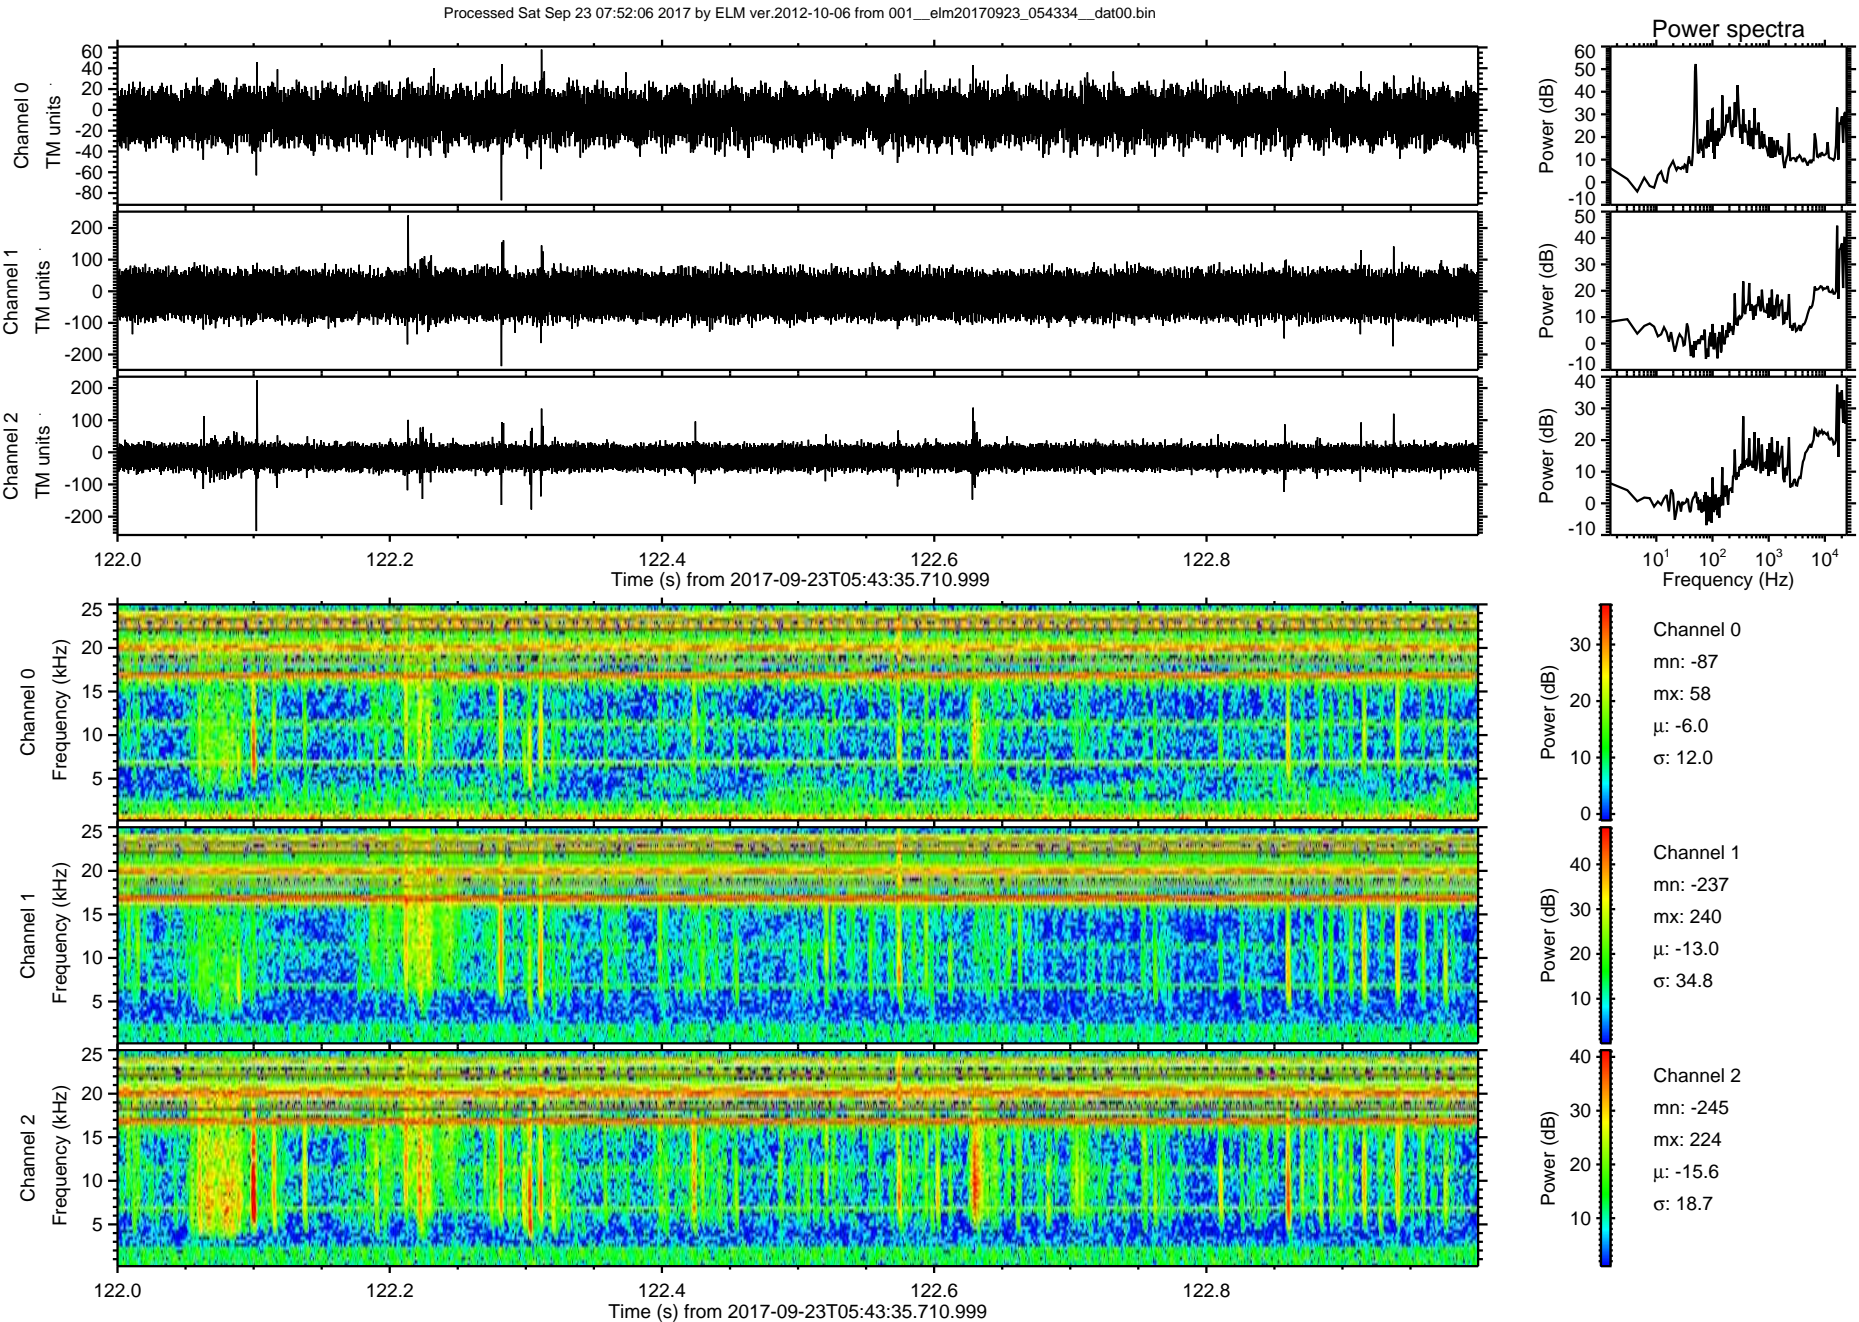 Processed Sat Sep 23 07:52:06 2017 by ELM ver.2012-10-06 from 001__elm20170923_054334__dat00.bin
Power spectra
Channel 0
TM units
60
40
20
0
-20
-40
-60
-80
Power (dB)
60
50
40
30
20
10
0
-10
Channel 1
TM units
200
100
0
-100
-200
Power (dB)
50
40
30
20
10
0
-10
Channel 2
TM units
200
100
0
-100
-200
Power (dB)
40
30
20
10
0
-10
122.0 122.2 122.4 122.6 122.8
Time (s) from 2017-09-23T05:43:35.710.999
10¹ 10² 10³ 10⁴
Frequency (Hz)
Channel 0
Frequency (kHz)
25
20
15
10
5
Power (dB)
30
20
10
0
Channel 0
mn: -87
mx: 58
μ: -6.0
σ: 12.0
Channel 1
Frequency (kHz)
25
20
15
10
5
Power (dB)
40
30
20
10
Channel 1
mn: -237
mx: 240
μ: -13.0
σ: 34.8
Channel 2
Frequency (kHz)
25
20
15
10
5
Power (dB)
40
30
20
10
Channel 2
mn: -245
mx: 224
μ: -15.6
σ: 18.7
122.0 122.2 122.4 122.6 122.8
Time (s) from 2017-09-23T05:43:35.710.999